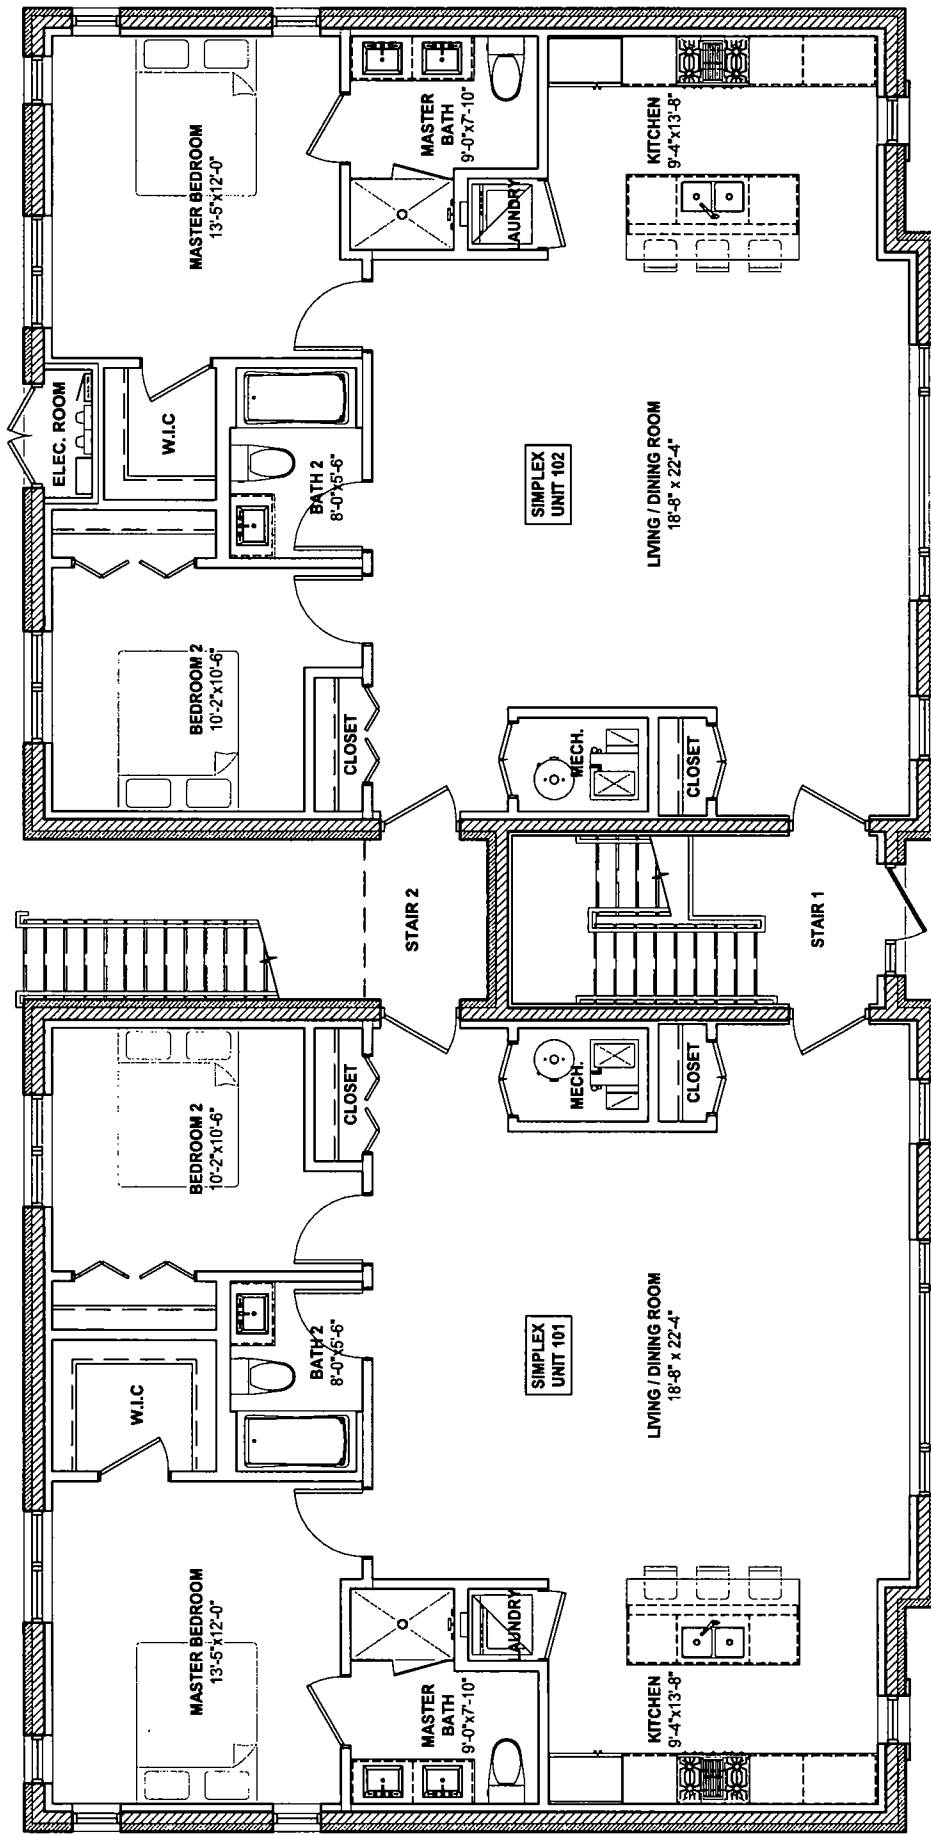 MASTER BEDROOM
13'-5"x12'-0"
MASTER
BATH
9'-0"x7'-10"
KITCHEN
9'-4"x13'-8"
LAUNDRY
ELEC. ROOM
W.I.C
BATH 2
8'-0"x5'-6"
SIMPLEX
UNIT 102
LIVING / DINING ROOM
18'-8" x 22'-4"
BEDROOM 2
10'-2"x10'-6"
CLOSET
MECH.
CLOSET
STAIR 2
STAIR 1
BEDROOM 2
10'-2"x10'-6"
CLOSET
MECH.
CLOSET
W.I.C
BATH 2
8'-0"x5'-6"
SIMPLEX
UNIT 101
LIVING / DINING ROOM
18'-8" x 22'-4"
MASTER BEDROOM
13'-5"x12'-0"
MASTER
BATH
9'-0"x7'-10"
LAUNDRY
KITCHEN
9'-4"x13'-8"